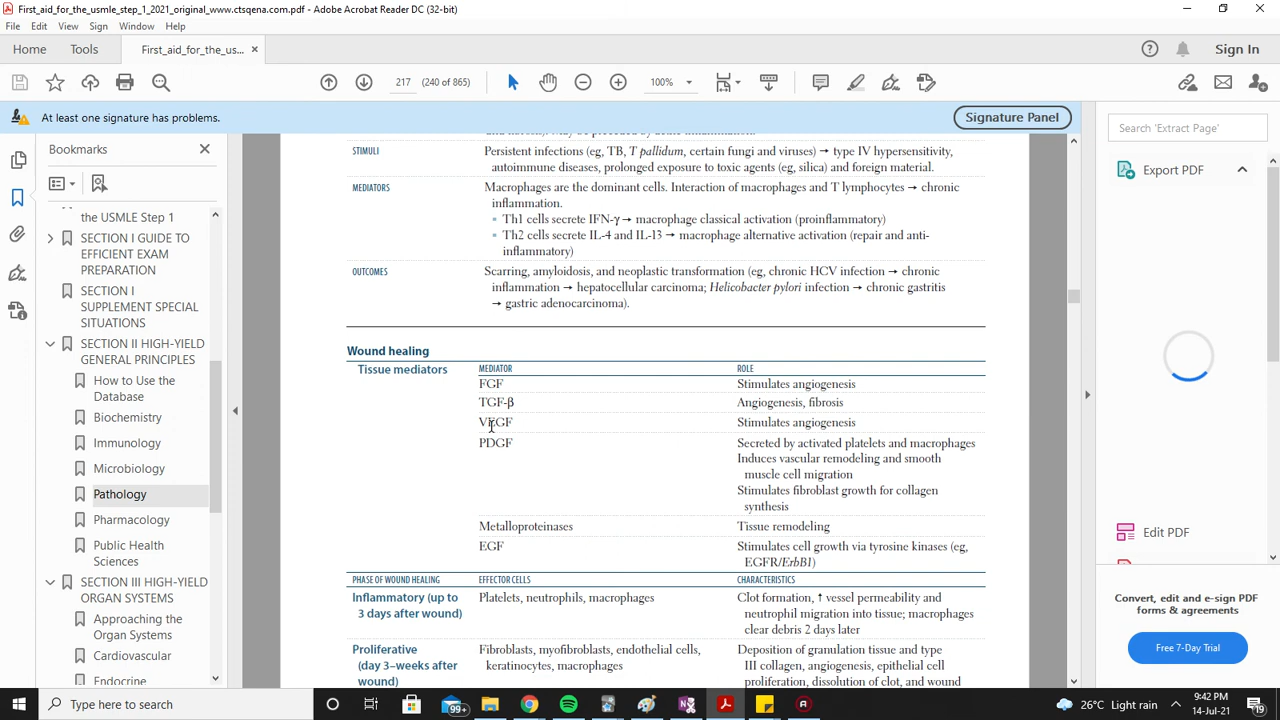 First_aid_for_the_usmle_step_1_2021_original_www.ctsqena.com.pdf - Adobe Acrobat Reader DC (32-bit)
File Edit View Sign Window Help
Home Tools First_aid_for_the_us... × Sign In
217 (240 of 865) 100%
At least one signature has problems. Signature Panel
Bookmarks
the USMLE Step 1
SECTION I GUIDE TO
EFFICIENT EXAM
PREPARATION
SECTION I
SUPPLEMENT SPECIAL
SITUATIONS
SECTION II HIGH-YIELD
GENERAL PRINCIPLES
How to Use the
Database
Biochemistry
Immunology
Microbiology
Pathology
Pharmacology
Public Health
Sciences
SECTION III HIGH-YIELD
ORGAN SYSTEMS
Approaching the
Organ Systems
Cardiovascular
Endocrine
STIMULI Persistent infections (eg, TB, T pallidum, certain fungi and viruses) → type IV hypersensitivity,
autoimmune diseases, prolonged exposure to toxic agents (eg, silica) and foreign material.
MEDIATORS Macrophages are the dominant cells. Interaction of macrophages and T lymphocytes → chronic
inflammation.
▪ Th1 cells secrete IFN-γ → macrophage classical activation (proinflammatory)
▪ Th2 cells secrete IL-4 and IL-13 → macrophage alternative activation (repair and anti-
inflammatory)
OUTCOMES Scarring, amyloidosis, and neoplastic transformation (eg, chronic HCV infection → chronic
inflammation → hepatocellular carcinoma; Helicobacter pylori infection → chronic gastritis
→ gastric adenocarcinoma).
Wound healing
Tissue mediators MEDIATOR ROLE
FGF Stimulates angiogenesis
TGF-β Angiogenesis, fibrosis
VEGF Stimulates angiogenesis
PDGF Secreted by activated platelets and macrophages
Induces vascular remodeling and smooth
muscle cell migration
Stimulates fibroblast growth for collagen
synthesis
Metalloproteinases Tissue remodeling
EGF Stimulates cell growth via tyrosine kinases (eg,
EGFR/ErbB1)
PHASE OF WOUND HEALING EFFECTOR CELLS CHARACTERISTICS
Inflammatory (up to Platelets, neutrophils, macrophages Clot formation, ↑ vessel permeability and
3 days after wound) neutrophil migration into tissue; macrophages
clear debris 2 days later
Proliferative Fibroblasts, myofibroblasts, endothelial cells, Deposition of granulation tissue and type
(day 3–weeks after keratinocytes, macrophages III collagen, angiogenesis, epithelial cell
wound) proliferation, dissolution of clot, and wound
Search 'Extract Page'
Export PDF
Edit PDF
Convert, edit and e-sign PDF
forms & agreements
Free 7-Day Trial
Type here to search 99+ 26°C Light rain 9:42 PM
14-Jul-21 19